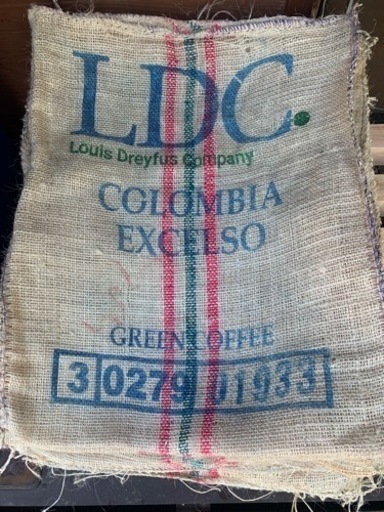 LDC.
Louis Dreyfus Company
COLOMBIA
EXCELSO
GREEN COFFEE
3 0279 01933